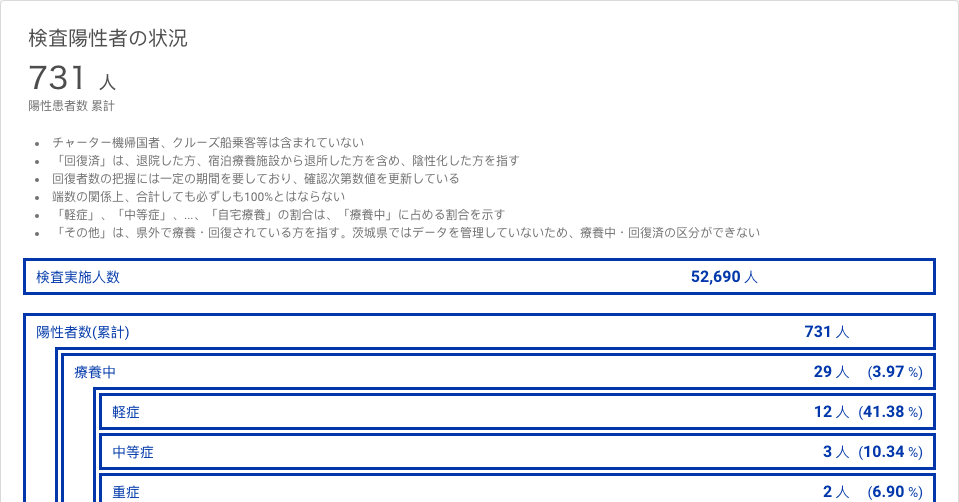 検査陽性者の状況
731 人
陽性患者数 累計
• チャーター機帰国者、クルーズ船乗客等は含まれていない
• 「回復済」は、退院した方、宿泊療養施設から退所した方を含め、陰性化した方を指す
• 回復者数の把握には一定の期間を要しており、確認次第数値を更新している
• 端数の関係上、合計しても必ずしも100%とはならない
• 「軽症」、「中等症」、...、「自宅療養」の割合は、「療養中」に占める割合を示す
• 「その他」は、県外で療養・回復されている方を指す。茨城県ではデータを管理していないため、療養中・回復済の区分ができない
検査実施人数 52,690 人
陽性者数(累計) 731 人
療養中 29 人 (3.97 %)
軽症 12 人 (41.38 %)
中等症 3 人 (10.34 %)
重症 2 人 (6.90 %)